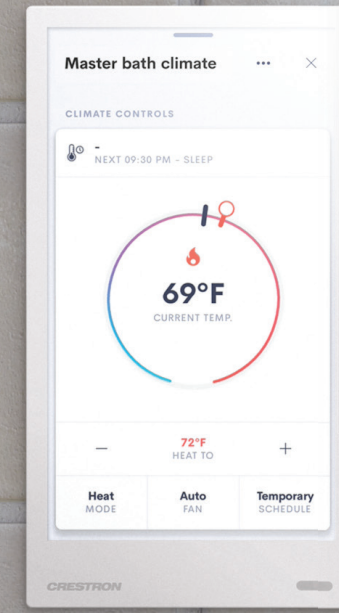 Master bath climate
CLIMATE CONTROLS
-
NEXT 09:30 PM - SLEEP
69°F
CURRENT TEMP.
72°F
HEAT TO
Heat
MODE
Auto
FAN
Temporary
SCHEDULE
CRESTRON